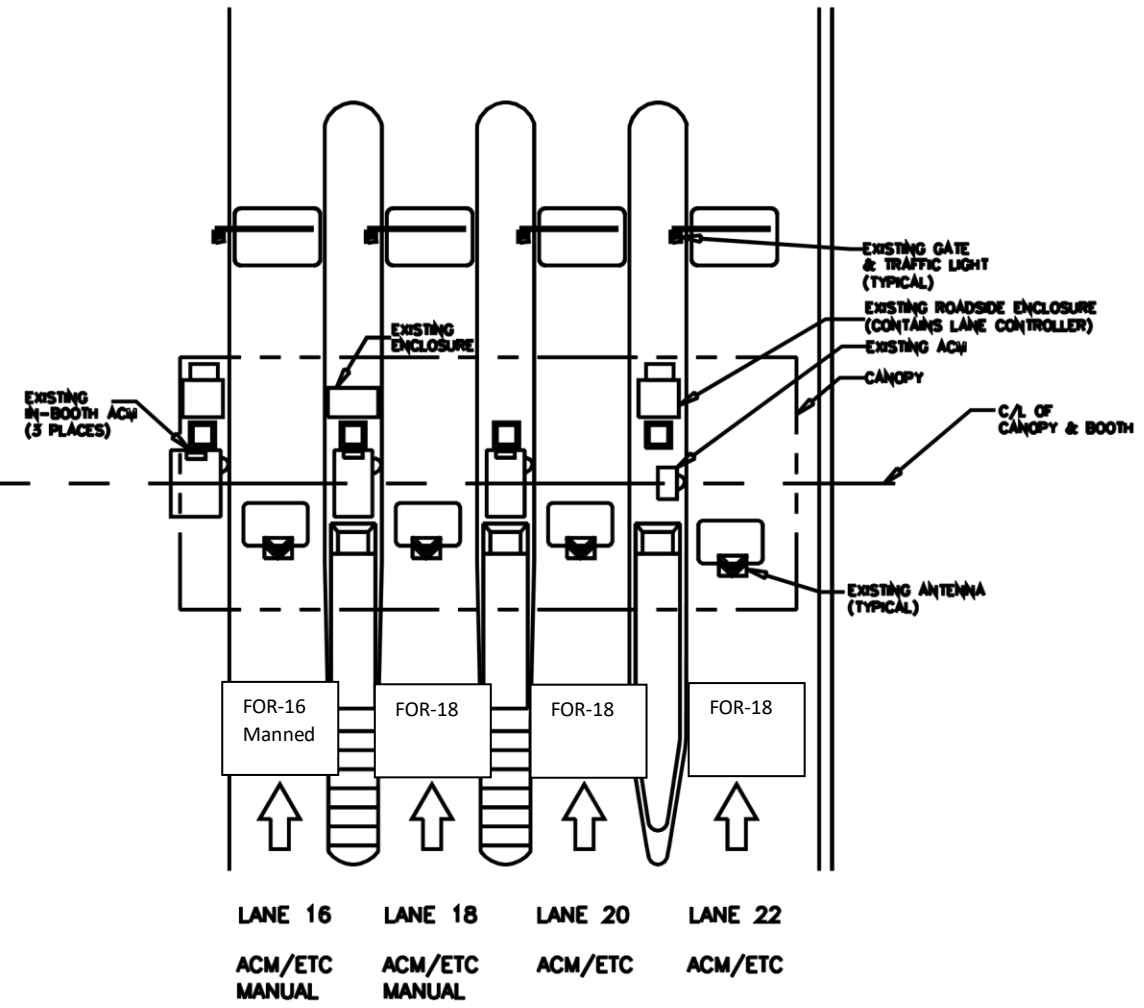 EXISTING GATE
& TRAFFIC LIGHT
(TYPICAL)
EXISTING ROADSIDE ENCLOSURE
(CONTAINS LANE CONTROLLER)
EXISTING
ENCLOSURE
EXISTING ACM
CANOPY
EXISTING
IN-BOOTH ACM
(3 PLACES)
C/L OF
CANOPY & BOOTH
EXISTING ANTENNA
(TYPICAL)
FOR-16
Manned
FOR-18
FOR-18
FOR-18
LANE 16
LANE 18
LANE 20
LANE 22
ACM/ETC
MANUAL
ACM/ETC
MANUAL
ACM/ETC
ACM/ETC